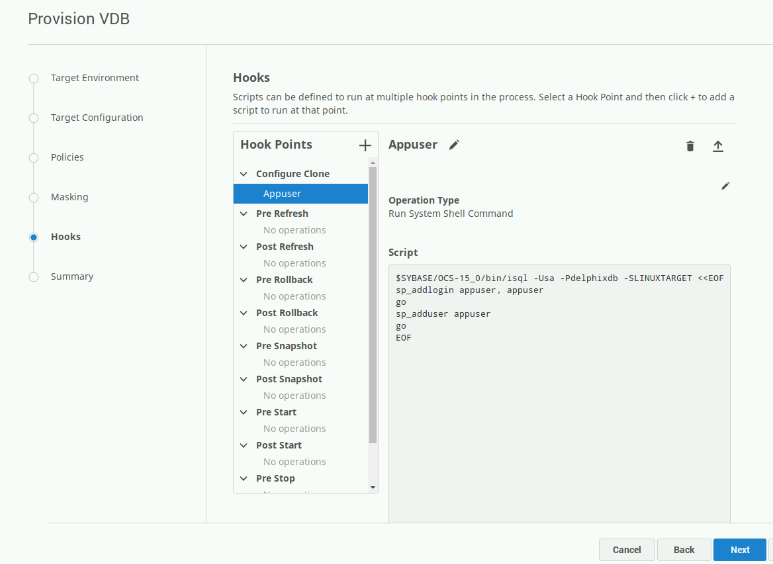 Provision VDB
Target Environment
Target Configuration
Policies
Masking
Hooks
Summary
Hooks
Scripts can be defined to run at multiple hook points in the process. Select a Hook Point and then click + to add a
script to run at that point.
Hook Points
Configure Clone
Appuser
Pre Refresh
No operations
Post Refresh
No operations
Pre Rollback
No operations
Post Rollback
No operations
Pre Snapshot
No operations
Post Snapshot
No operations
Pre Start
No operations
Post Start
No operations
Pre Stop
Appuser
Operation Type
Run System Shell Command
Script
$SYBASE/OCS-15_0/bin/isql -Usa -Pdelphixdb -SLINUXTARGET <<EOF
sp_addlogin appuser, appuser
go
sp_adduser appuser
go
EOF
Cancel
Back
Next